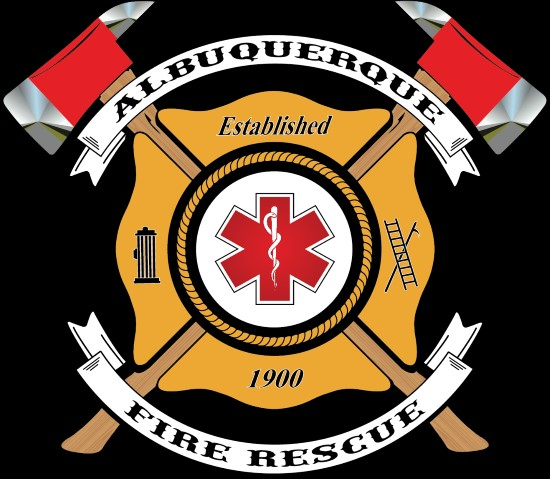 ALBUQUERQUE
Established
1900
FIRE RESCUE